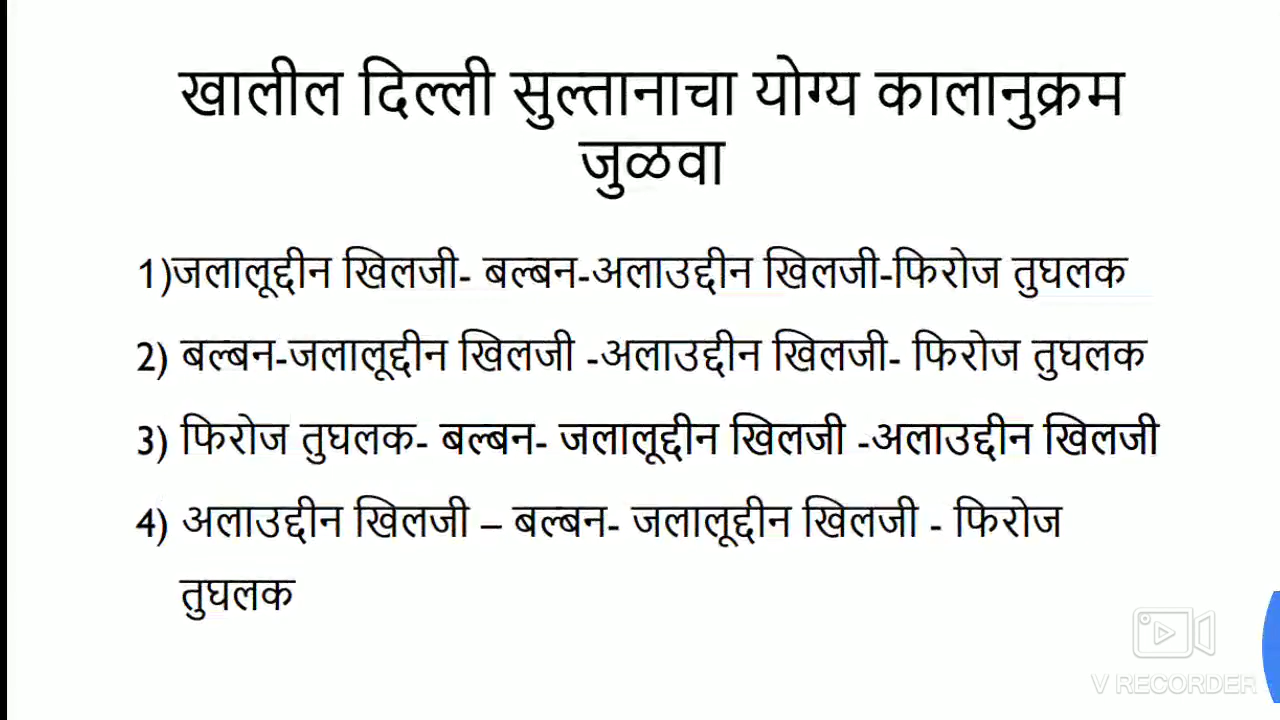 खालील दिल्ली सुल्तानाचा योग्य कालानुक्रम
जुळवा
1)जलालूद्दीन खिलजी- बल्बन-अलाउद्दीन खिलजी-फिरोज तुघलक
2) बल्बन-जलालूद्दीन खिलजी -अलाउद्दीन खिलजी- फिरोज तुघलक
3) फिरोज तुघलक- बल्बन- जलालूद्दीन खिलजी -अलाउद्दीन खिलजी
4) अलाउद्दीन खिलजी – बल्बन- जलालूद्दीन खिलजी - फिरोज
तुघलक
V RECORDER